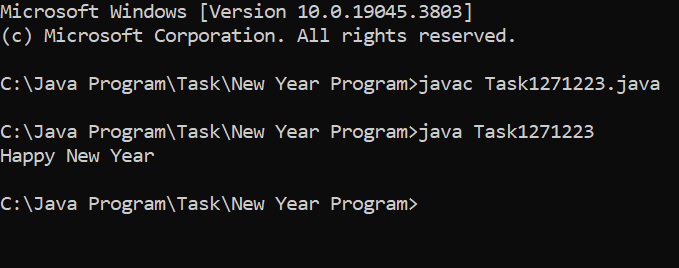 Microsoft Windows [Version 10.0.19045.3803]
(c) Microsoft Corporation. All rights reserved.
C:\Java Program\Task\New Year Program>javac Task1271223.java
C:\Java Program\Task\New Year Program>java Task1271223
Happy New Year
C:\Java Program\Task\New Year Program>